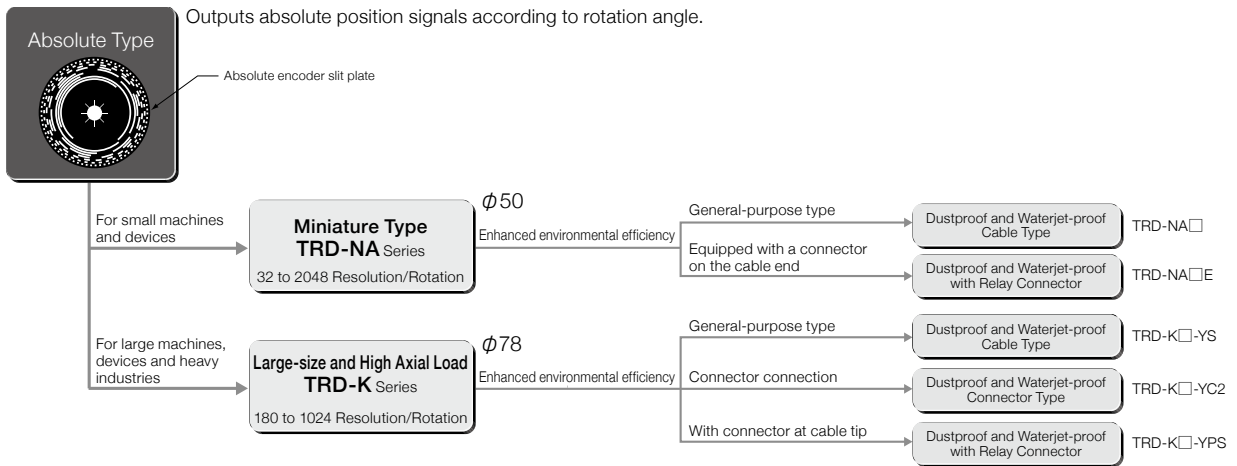 Outputs absolute position signals according to rotation angle.
Absolute Type
Absolute encoder slit plate
For small machines
and devices
Miniature Type
TRD-NA Series
32 to 2048 Resolution/Rotation
φ50
Enhanced environmental efficiency
General-purpose type
Dustproof and Waterjet-proof
Cable Type
TRD-NA□
Equipped with a connector
on the cable end
Dustproof and Waterjet-proof
with Relay Connector
TRD-NA□E
For large machines,
devices and heavy
industries
Large-size and High Axial Load
TRD-K Series
180 to 1024 Resolution/Rotation
φ78
Enhanced environmental efficiency
General-purpose type
Dustproof and Waterjet-proof
Cable Type
TRD-K□-YS
Connector connection
Dustproof and Waterjet-proof
Connector Type
TRD-K□-YC2
With connector at cable tip
Dustproof and Waterjet-proof
with Relay Connector
TRD-K□-YPS